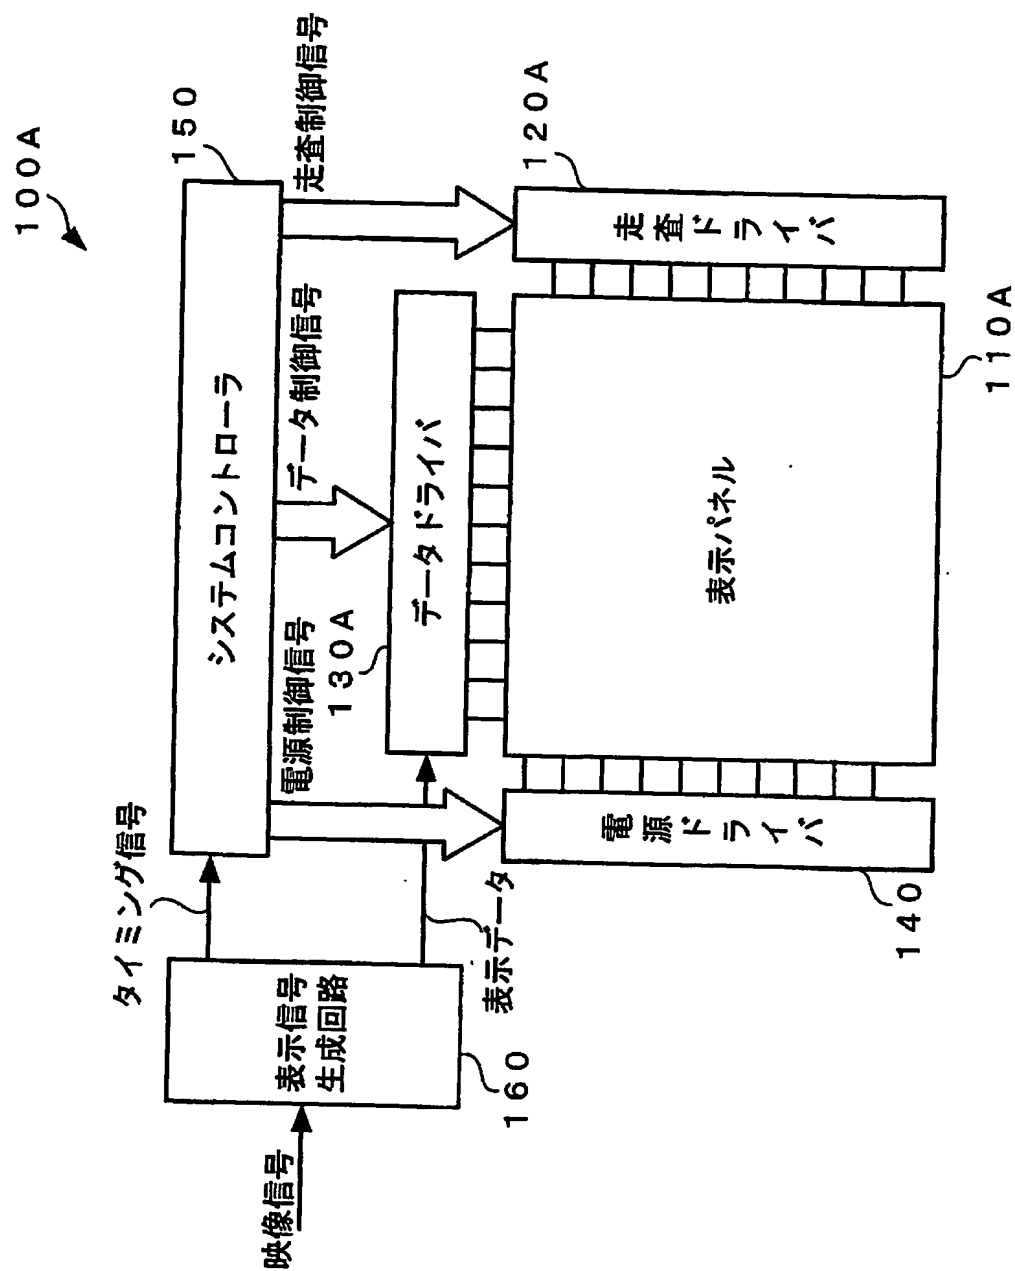 100A
150
システムコントローラ
タイミング信号
電源制御信号
データ制御信号
走査制御信号
表示信号
生成回路
160
映像信号
表示データ
130A
データドライバ
120A
走査ドライバ
電源ドライバ
140
表示パネル
110A